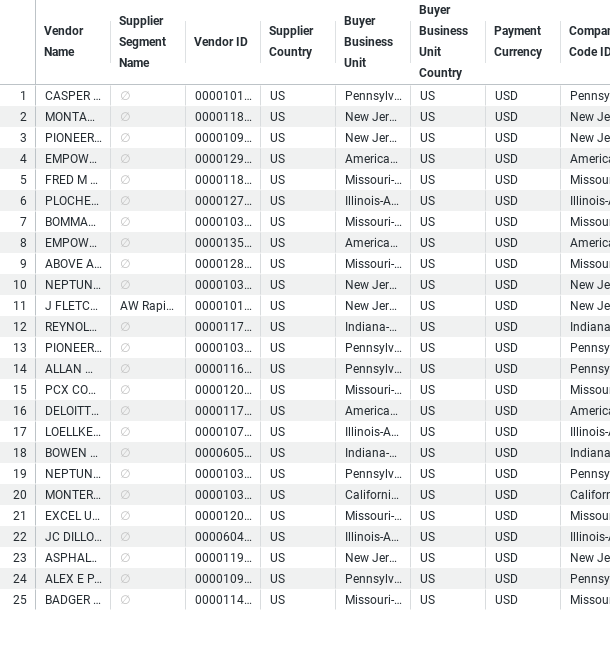 Vendor Name	Supplier Segment Name	Vendor ID	Supplier Country	Buyer Business Unit	Buyer Business Unit Country	Payment Currency	Compan Code ID
1	CASPER …	∅	0000101…	US	Pennsylv…	US	USD	Pennsy
2	MONTA…	∅	0000118…	US	New Jer…	US	USD	New Je
3	PIONEER…	∅	0000109…	US	New Jer…	US	USD	New Je
4	EMPOW…	∅	0000129…	US	America…	US	USD	Americ
5	FRED M …	∅	0000118…	US	Missouri-…	US	USD	Missou
6	PLOCHE…	∅	0000127…	US	Illinois-A…	US	USD	Illinois-
7	BOMMA…	∅	0000103…	US	Missouri-…	US	USD	Missou
8	EMPOW…	∅	0000135…	US	America…	US	USD	Americ
9	ABOVE A…	∅	0000128…	US	Missouri-…	US	USD	Missou
10	NEPTUN…	∅	0000103…	US	New Jer…	US	USD	New Je
11	J FLETC…	AW Rapi…	0000101…	US	New Jer…	US	USD	New Je
12	REYNOL…	∅	0000117…	US	Indiana-…	US	USD	Indiana
13	PIONEER…	∅	0000103…	US	Pennsylv…	US	USD	Pennsy
14	ALLAN …	∅	0000116…	US	Pennsylv…	US	USD	Pennsy
15	PCX CO…	∅	0000120…	US	Missouri-…	US	USD	Missou
16	DELOITT…	∅	0000117…	US	America…	US	USD	Americ
17	LOELLKE…	∅	0000107…	US	Illinois-A…	US	USD	Illinois-
18	BOWEN …	∅	0000605…	US	Indiana-…	US	USD	Indiana
19	NEPTUN…	∅	0000103…	US	Pennsylv…	US	USD	Pennsy
20	MONTER…	∅	0000103…	US	Californi…	US	USD	Califor
21	EXCEL U…	∅	0000120…	US	Missouri-…	US	USD	Missou
22	JC DILLO…	∅	0000604…	US	Illinois-A…	US	USD	Illinois-
23	ASPHAL…	∅	0000119…	US	New Jer…	US	USD	New Je
24	ALEX E P…	∅	0000109…	US	Pennsylv…	US	USD	Pennsy
25	BADGER …	∅	0000114…	US	Missouri-…	US	USD	Missou